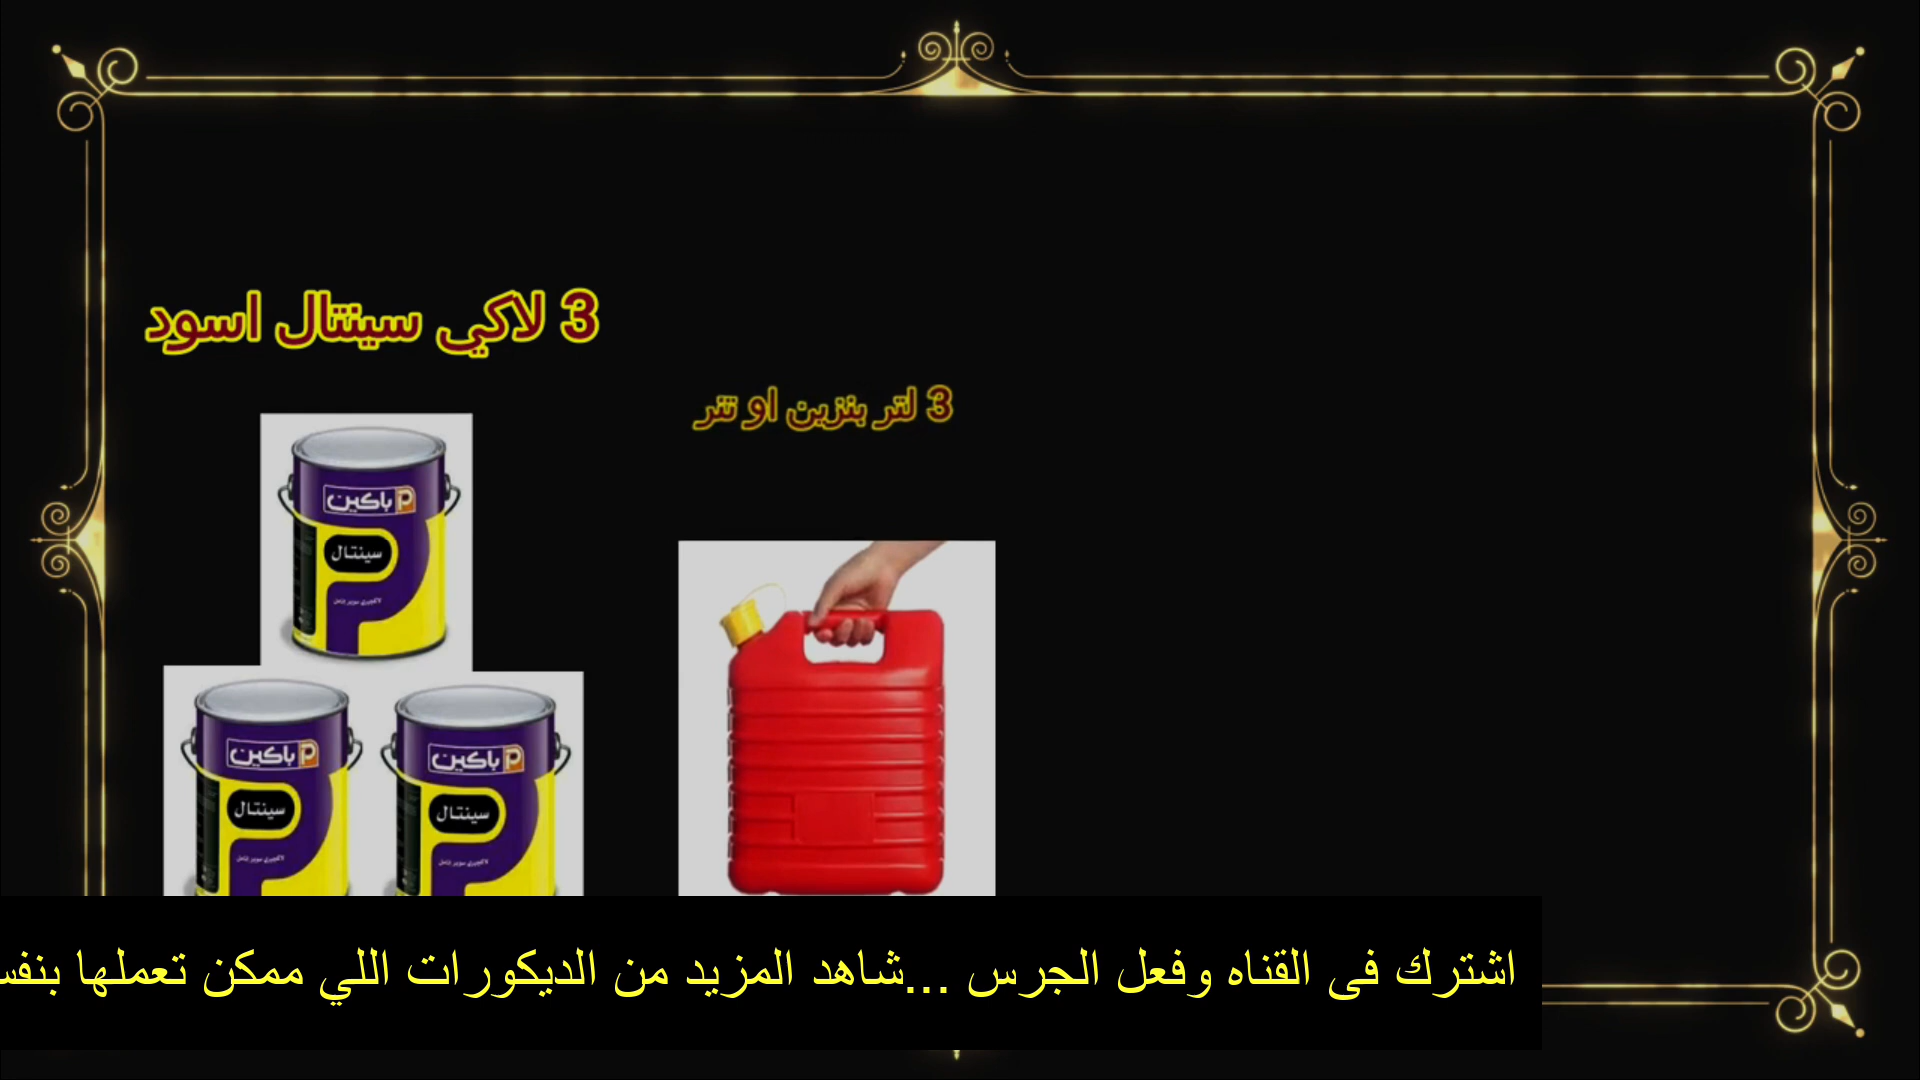 3 لاكي سينتال اسود
3 لتر بنزين او تنر
باكين
سينتال
باكين
سينتال
باكين
سينتال
اشترك فى القناه وفعل الجرس ...شاهد المزيد من الديكورات اللي ممكن تعملها